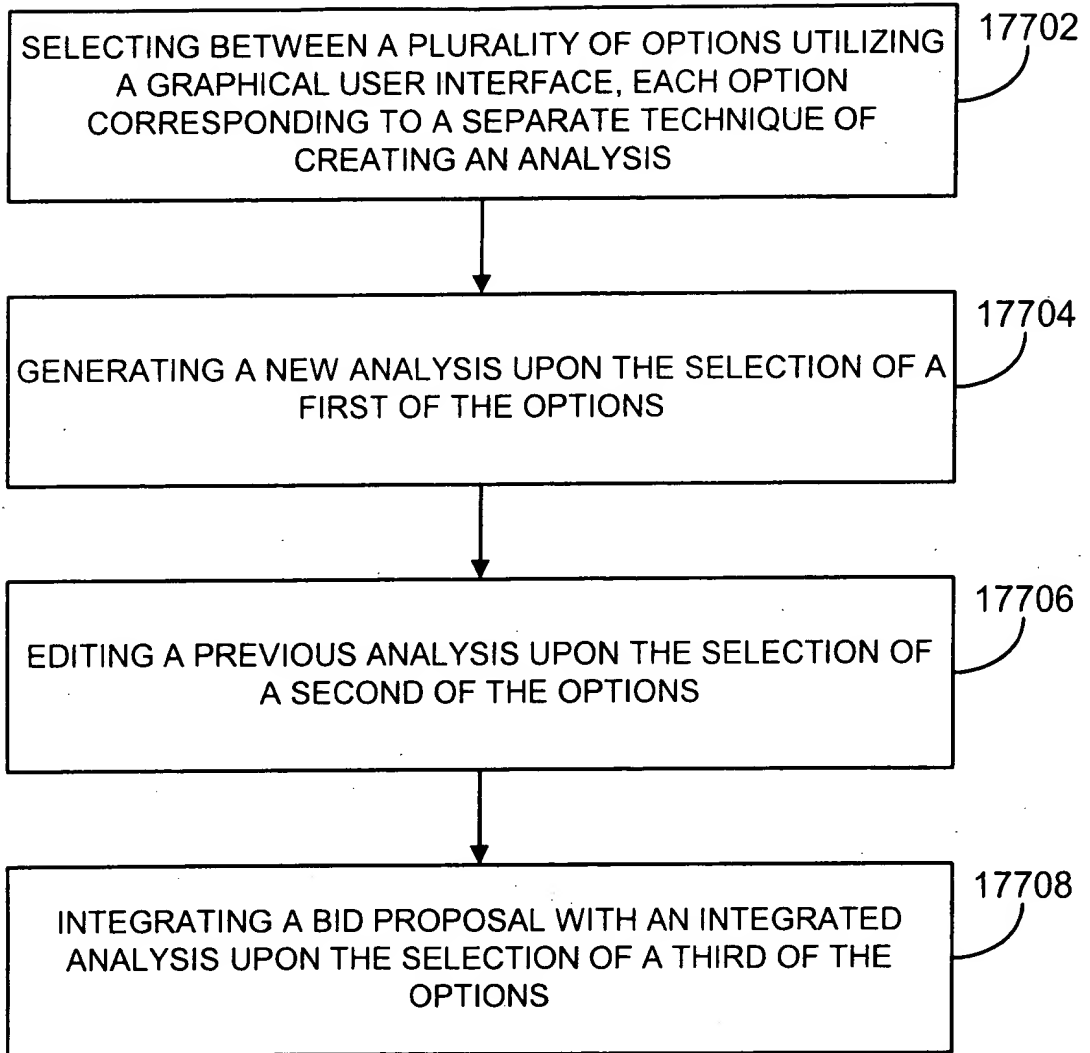 SELECTING BETWEEN A PLURALITY OF OPTIONS UTILIZING
A GRAPHICAL USER INTERFACE, EACH OPTION
CORRESPONDING TO A SEPARATE TECHNIQUE OF
CREATING AN ANALYSIS
17702
GENERATING A NEW ANALYSIS UPON THE SELECTION OF A
FIRST OF THE OPTIONS
17704
EDITING A PREVIOUS ANALYSIS UPON THE SELECTION OF
A SECOND OF THE OPTIONS
17706
INTEGRATING A BID PROPOSAL WITH AN INTEGRATED
ANALYSIS UPON THE SELECTION OF A THIRD OF THE
OPTIONS
17708